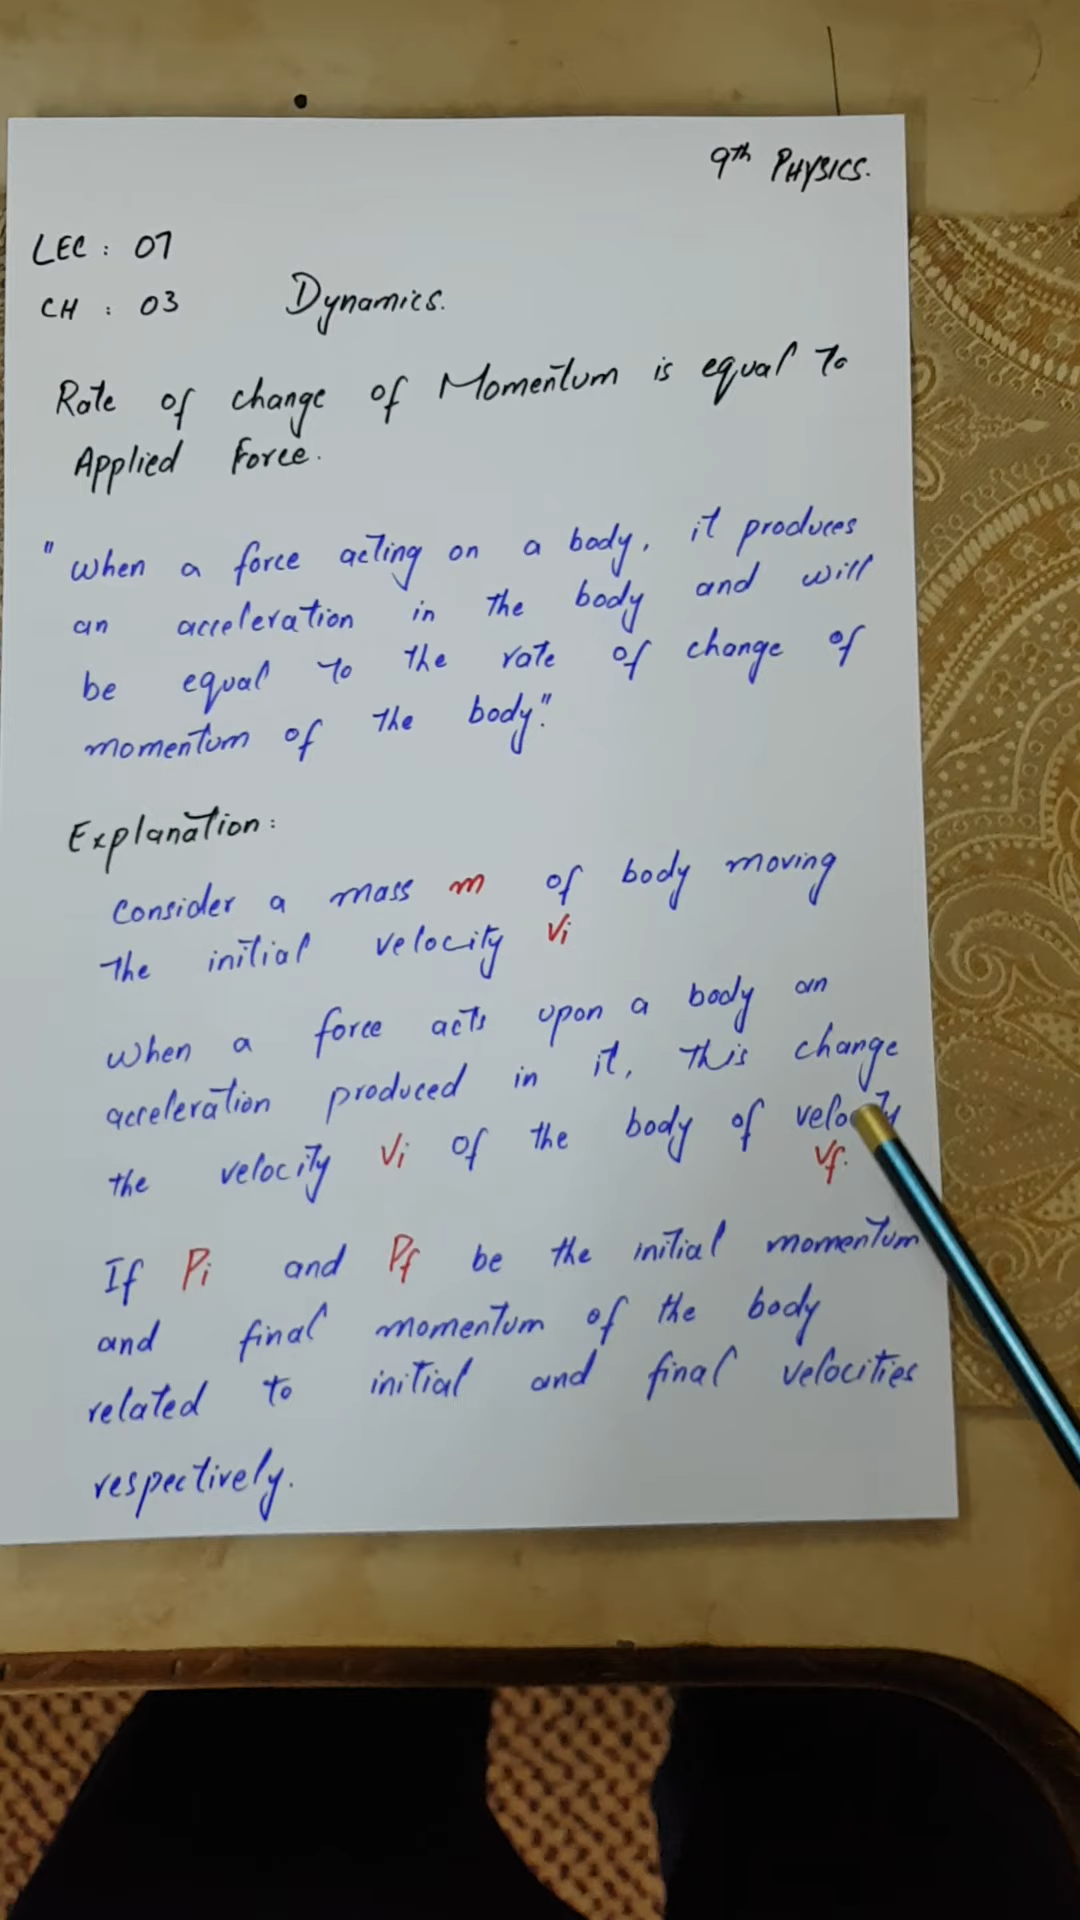 9th PHYSICS.
LEC : 07
CH : 03 Dynamics.
Rate of change of Momentum is equal to
Applied Force.
"when a force acting on a body, it produces
an acceleration in the body and will
be equal to the rate of change of
momentum of the body."
Explanation:
Consider a mass m of body moving
the initial velocity Vi
when a force acts upon a body an
acceleration produced in it, this change
the velocity Vi of the body of velocity
Vf.
If Pi and Pf be the initial momentum
and final momentum of the body
related to initial and final velocities
respectively.